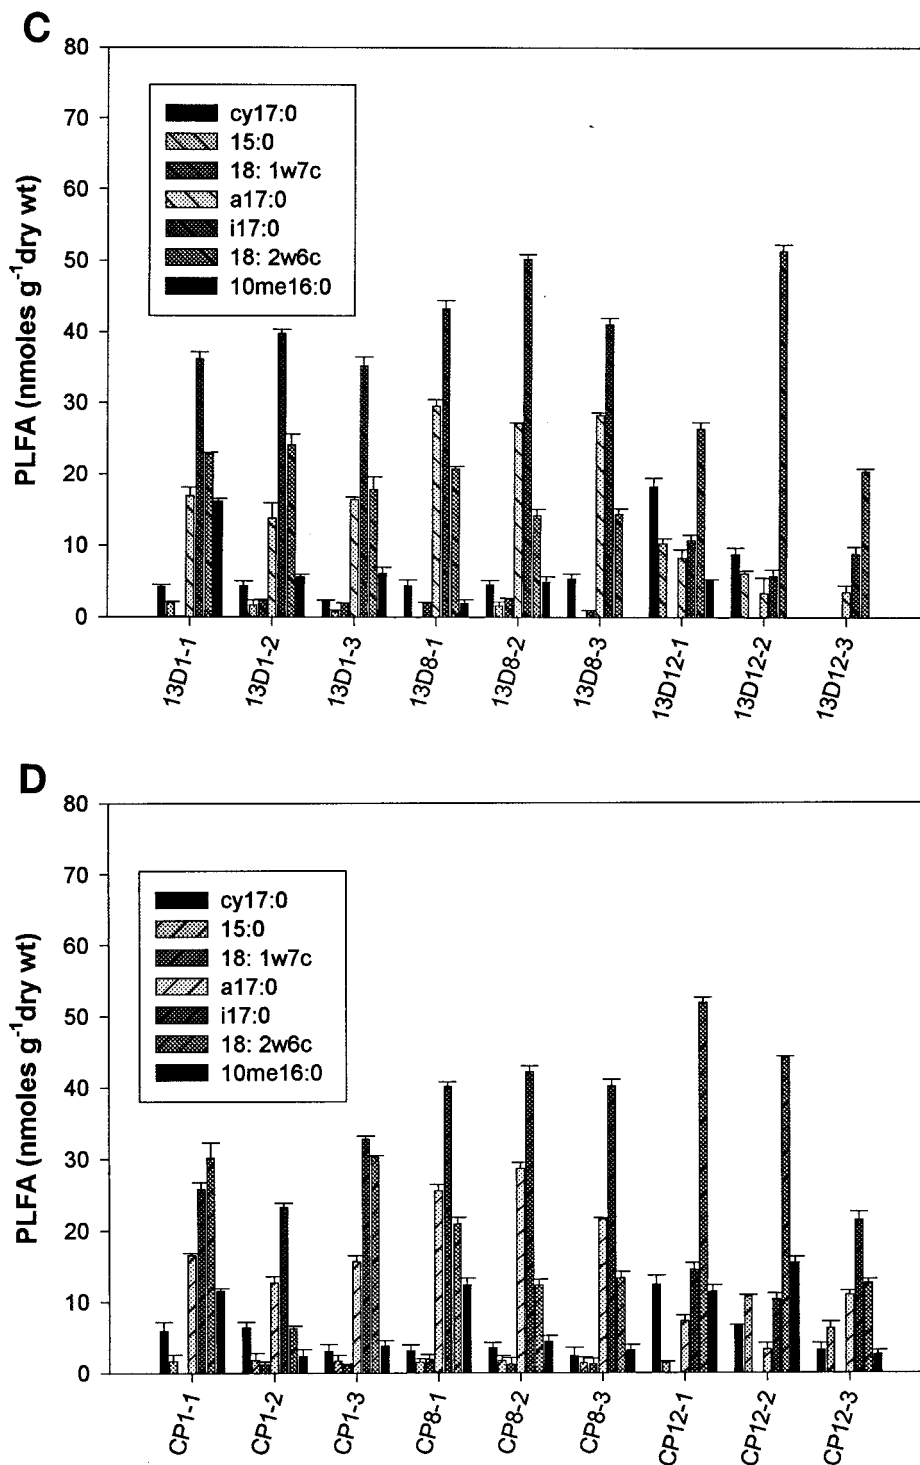 C
80
70
60
50
40
30
20
10
0
PLFA (nmoles g⁻¹dry wt)
cy17:0
15:0
18: 1w7c
a17:0
i17:0
18: 2w6c
10me16:0
13D1-1
13D1-2
13D1-3
13D8-1
13D8-2
13D8-3
13D12-1
13D12-2
13D12-3
D
80
70
60
50
40
30
20
10
0
PLFA (nmoles g⁻¹dry wt)
cy17:0
15:0
18: 1w7c
a17:0
i17:0
18: 2w6c
10me16:0
CP1-1
CP1-2
CP1-3
CP8-1
CP8-2
CP8-3
CP12-1
CP12-2
CP12-3